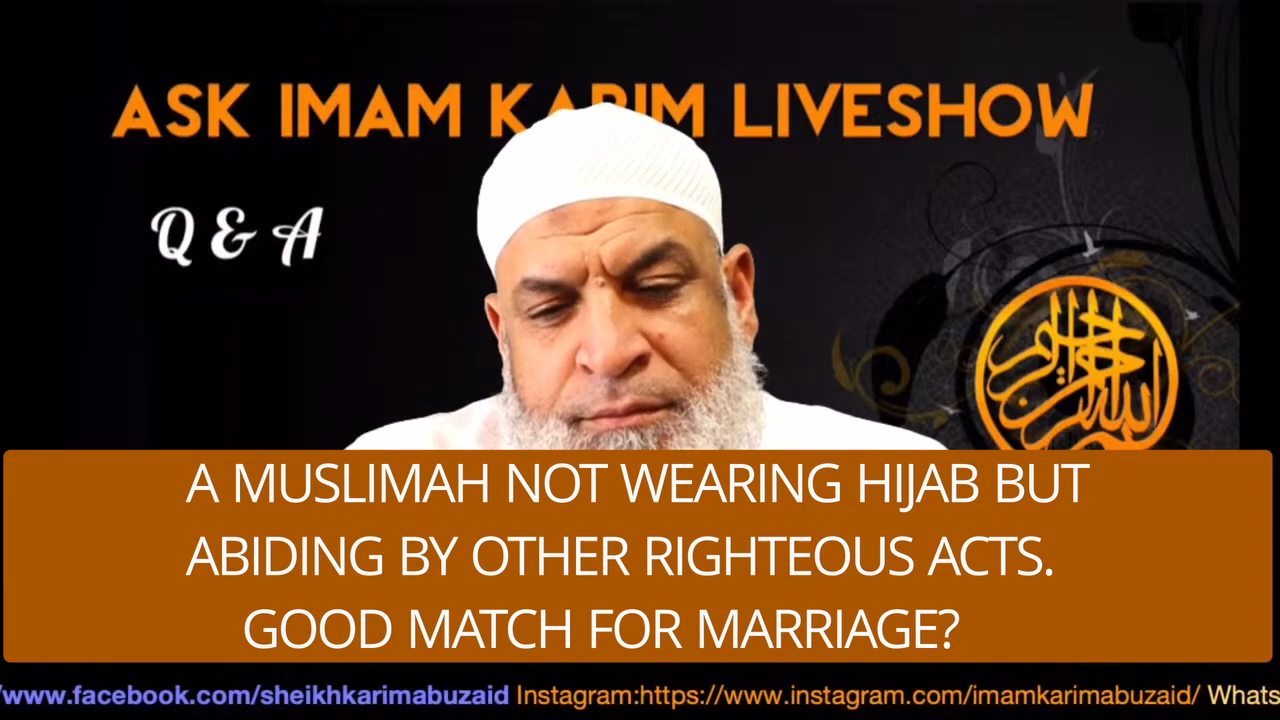 ASK IMAM KARIM LIVESHOW
Q & A
A MUSLIMAH NOT WEARING HIJAB BUT
ABIDING BY OTHER RIGHTEOUS ACTS.
GOOD MATCH FOR MARRIAGE?
/www.facebook.com/sheikhkarimabuzaid Instagram:https://www.instagram.com/imamkarimabuzaid/ Whats